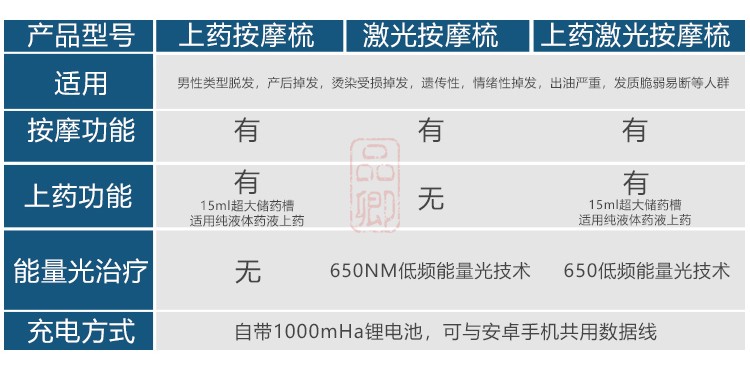 产品型号 上药按摩梳 激光按摩梳 上药激光按摩梳
适用 男性类型脱发，产后掉发，烫染受损掉发，遗传性，情绪性掉发，出油严重，发质脆弱易断等人群
按摩功能 有 有 有
上药功能 有 无 有
15ml超大储药槽 15ml超大储药槽
适用纯液体药液上药 适用纯液体药液上药
能量光治疗 无 650NM低频能量光技术 650低频能量光技术
充电方式 自带1000mHa锂电池，可与安卓手机共用数据线
品卿